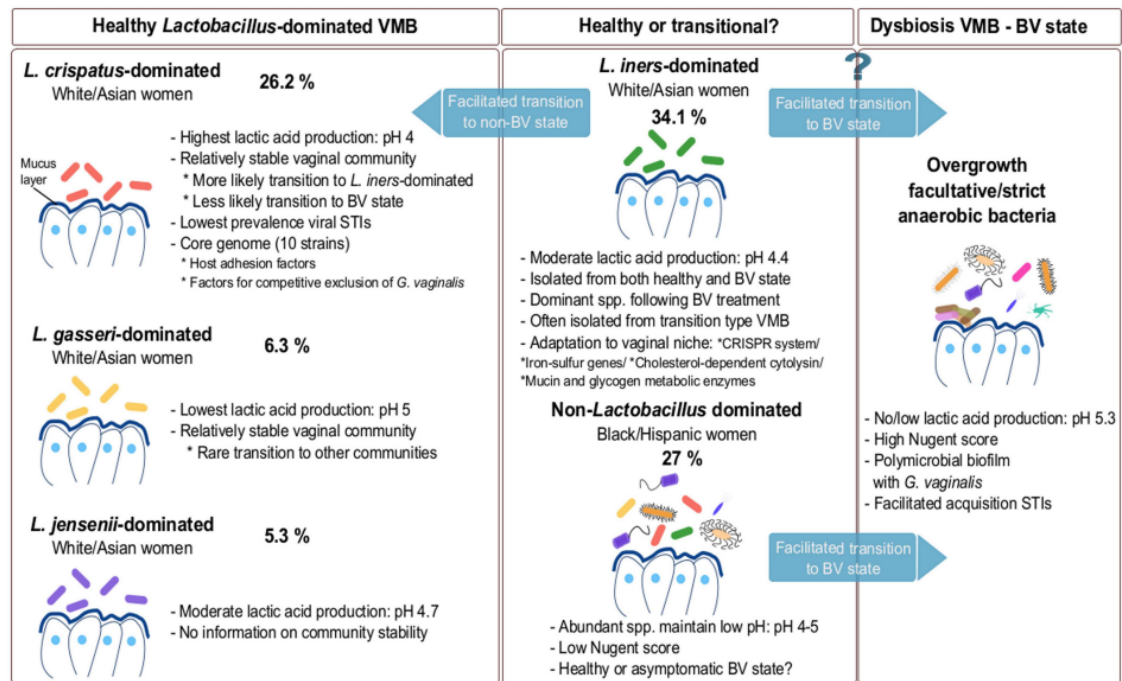 Healthy Lactobacillus-dominated VMB
L. crispatus-dominated
White/Asian women
26.2 %
Mucus
layer
- Highest lactic acid production: pH 4
- Relatively stable vaginal community
* More likely transition to L. iners-dominated
* Less likely transition to BV state
- Lowest prevalence viral STIs
- Core genome (10 strains)
* Host adhesion factors
* Factors for competitive exclusion of G. vaginalis
L. gasseri-dominated
White/Asian women
6.3 %
- Lowest lactic acid production: pH 5
- Relatively stable vaginal community
* Rare transition to other communities
L. jensenii-dominated
White/Asian women
5.3 %
- Moderate lactic acid production: pH 4.7
- No information on community stability
Healthy or transitional?
L. iners-dominated
White/Asian women
34.1 %
Facilitated transition
to non-BV state
?
Facilitated transition
to BV state
- Moderate lactic acid production: pH 4.4
- Isolated from both healthy and BV state
- Dominant spp. following BV treatment
- Often isolated from transition type VMB
- Adaptation to vaginal niche: *CRISPR system/
*Iron-sulfur genes/ *Cholesterol-dependent cytolysin/
*Mucin and glycogen metabolic enzymes
Non-Lactobacillus dominated
Black/Hispanic women
27 %
Facilitated transition
to BV state
- Abundant spp. maintain low pH: pH 4-5
- Low Nugent score
- Healthy or asymptomatic BV state?
Dysbiosis VMB - BV state
Overgrowth
facultative/strict
anaerobic bacteria
- No/low lactic acid production: pH 5.3
- High Nugent score
- Polymicrobial biofilm
with G. vaginalis
- Facilitated acquisition STIs